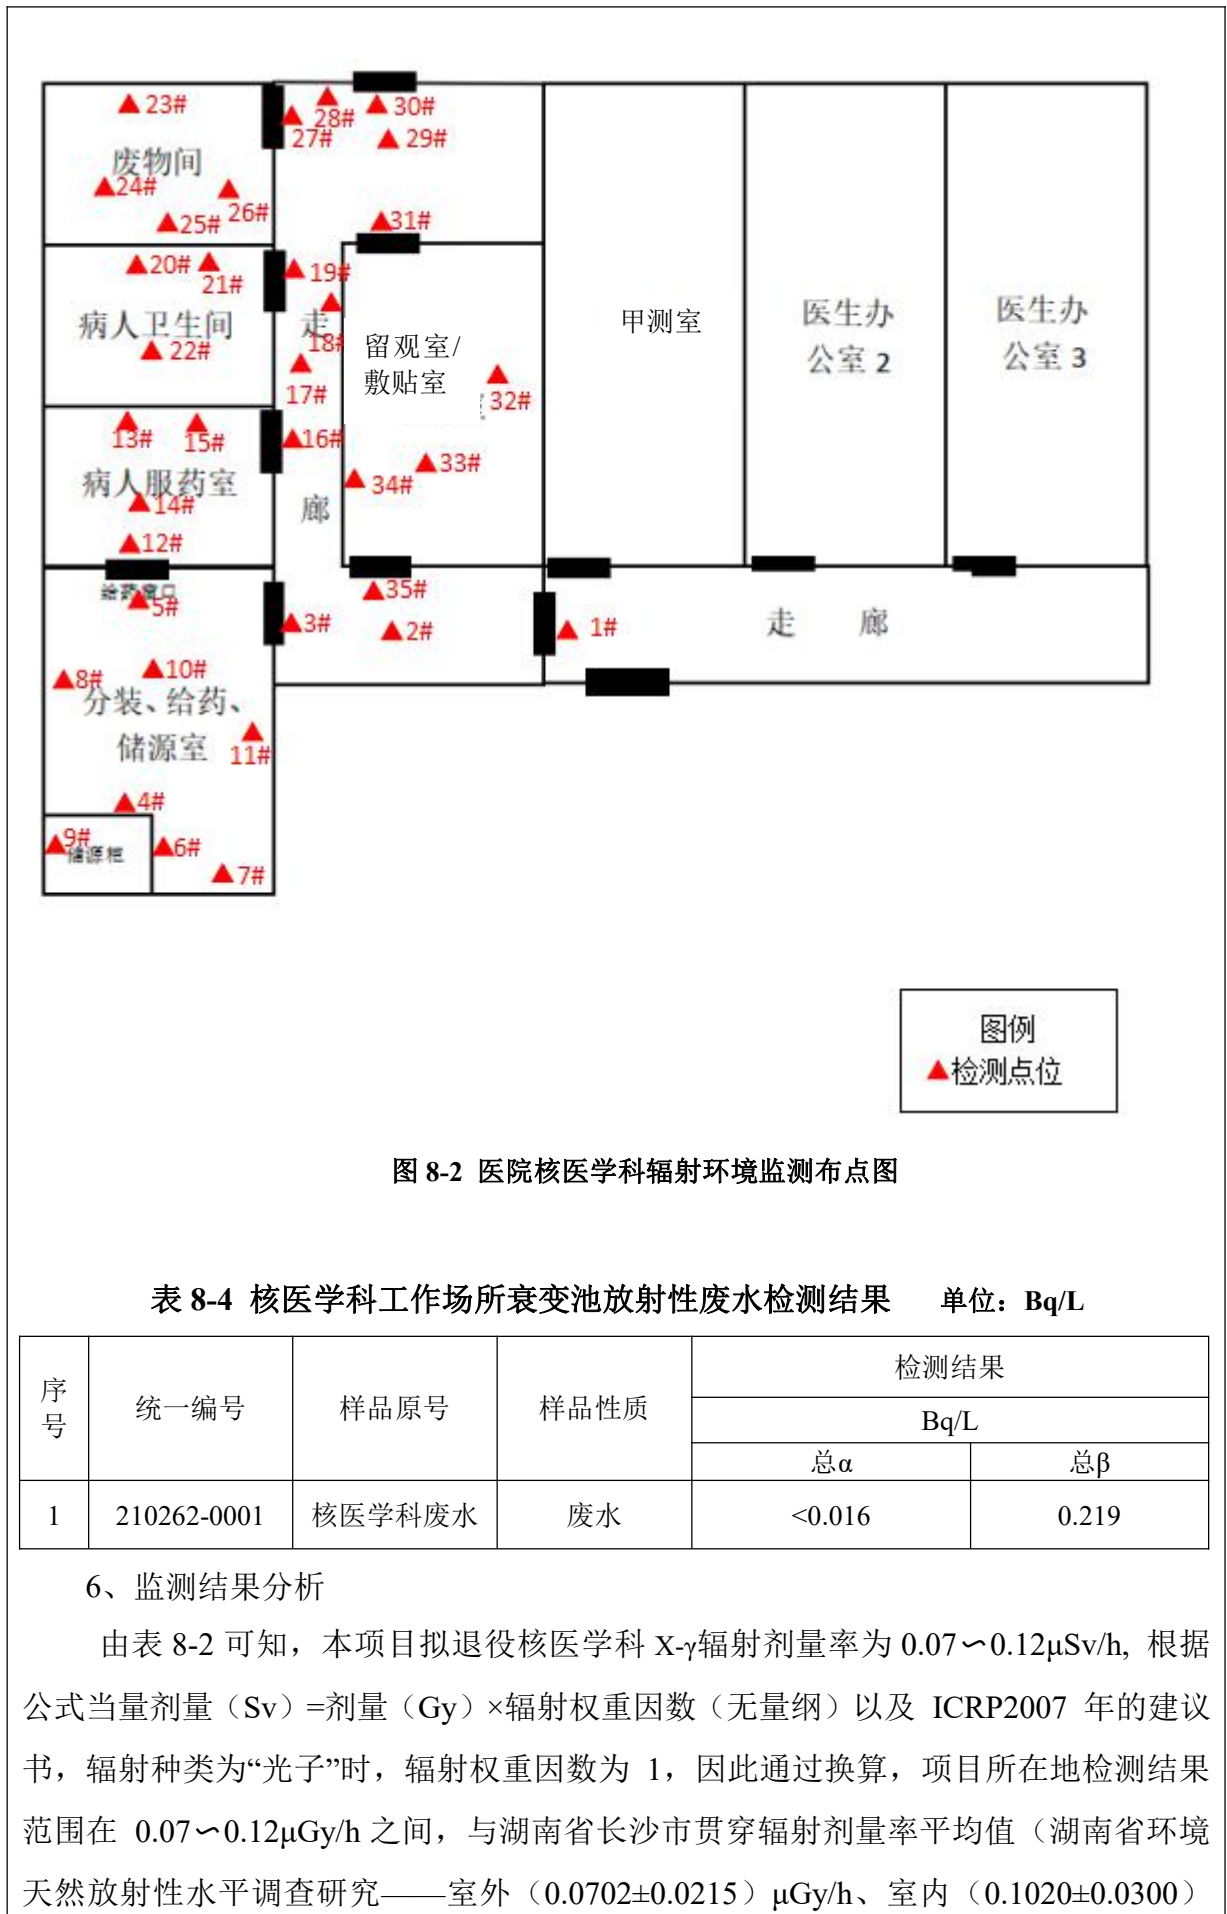 23#
28#
30#
27#
29#
废物间
24#
26#
25#
31#
20#
21#
19#
病人卫生间
走
18#
22#
17#
留观室/
敷贴室
32#
甲测室
医生办
公室 2
医生办
公室 3
13#
15#
16#
病人服药室
33#
34#
14#
廊
12#
给药窗口
5#
35#
3#
2#
1#
走 廊
8#
10#
分装、给药、
储源室
11#
4#
9#
储源柜
6#
7#
图例
▲检测点位
图 8-2 医院核医学科辐射环境监测布点图
表 8-4 核医学科工作场所衰变池放射性废水检测结果 单位：Bq/L
序号 统一编号 样品原号 样品性质 检测结果
Bq/L
总α 总β
1 210262-0001 核医学科废水 废水 <0.016 0.219
6、监测结果分析
由表 8-2 可知，本项目拟退役核医学科 X-γ辐射剂量率为 0.07～0.12μSv/h, 根据
公式当量剂量（Sv）=剂量（Gy）×辐射权重因数（无量纲）以及 ICRP2007 年的建议
书，辐射种类为“光子”时，辐射权重因数为 1，因此通过换算，项目所在地检测结果
范围在 0.07～0.12μGy/h 之间，与湖南省长沙市贯穿辐射剂量率平均值（湖南省环境
天然放射性水平调查研究——室外（0.0702±0.0215）μGy/h、室内（0.1020±0.0300）